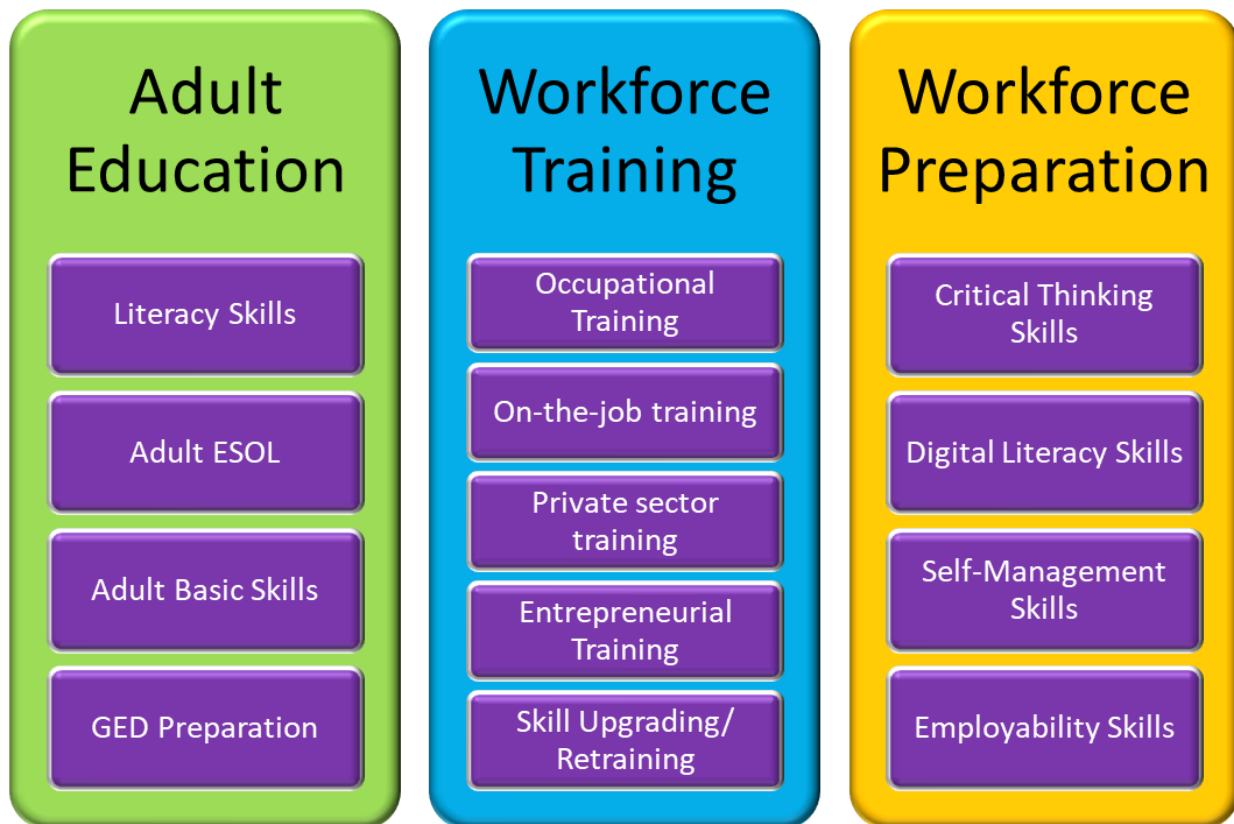 Adult
Education
Literacy Skills
Adult ESOL
Adult Basic Skills
GED Preparation
Workforce
Training
Occupational
Training
On-the-job training
Private sector
training
Entrepreneurial
Training
Skill Upgrading/
Retraining
Workforce
Preparation
Critical Thinking
Skills
Digital Literacy Skills
Self-Management
Skills
Employability Skills